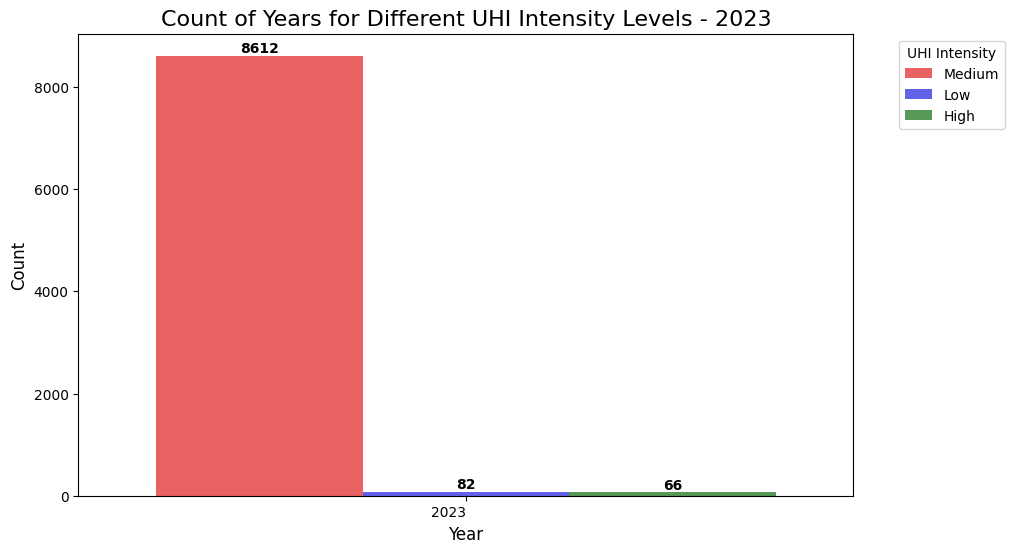 Count of Years for Different UHI Intensity Levels - 2023
8612
82
66
8000
6000
4000
2000
0
Count
2023
Year
UHI Intensity
Medium
Low
High